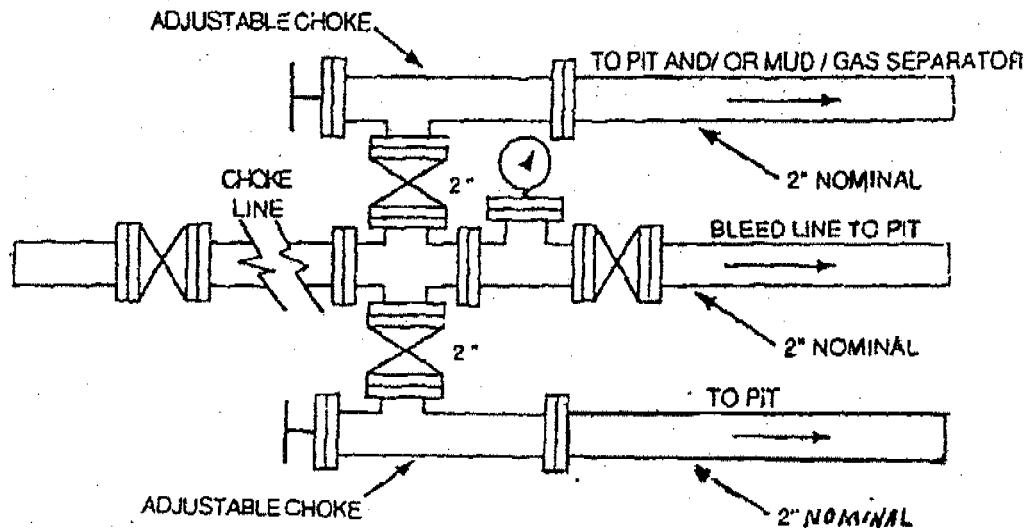 ADJUSTABLE CHOKE
TO PIT AND/ OR MUD / GAS SEPARATOR
2"
2" NOMINAL
CHOKE
LINE
BLEED LINE TO PIT
2" NOMINAL
2"
TO PIT
ADJUSTABLE CHOKE
2" NOMINAL